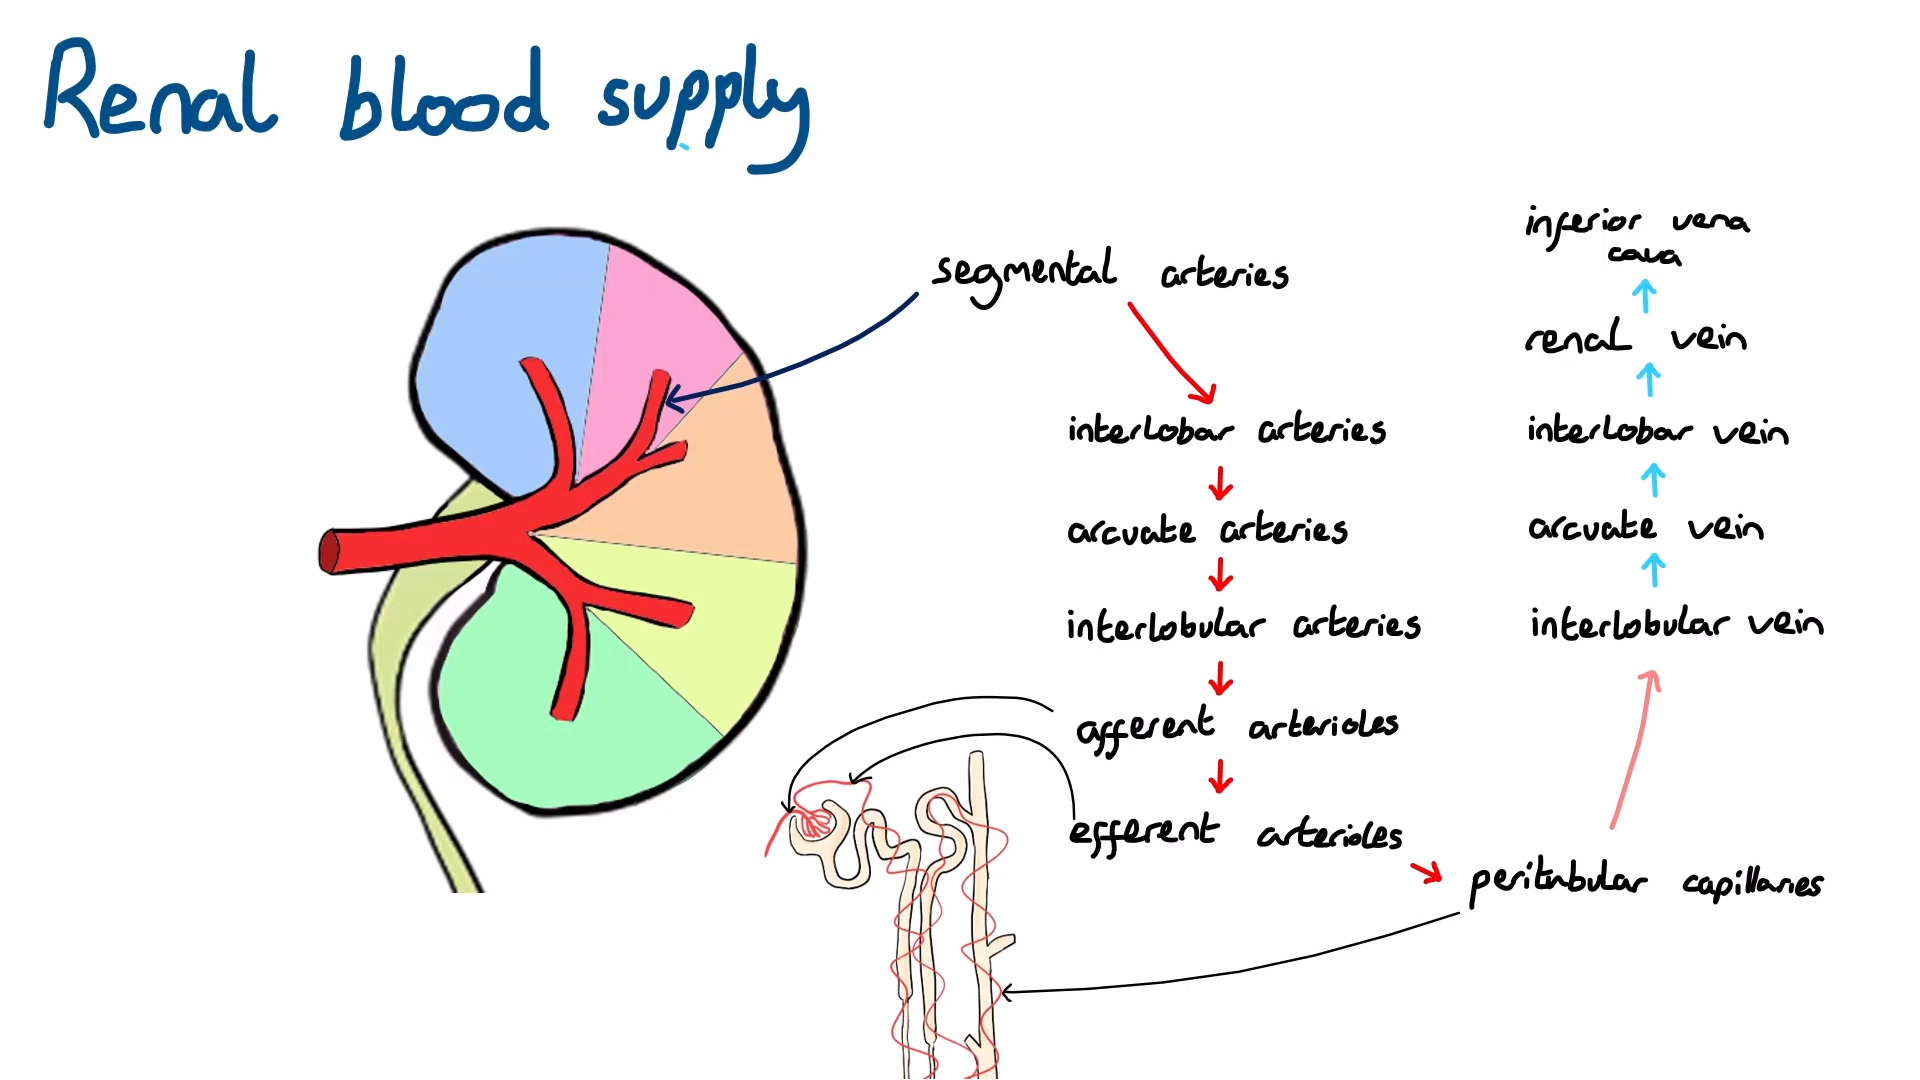 Renal blood supply
segmental arteries
interlobar arteries
arcuate arteries
interlobular arteries
afferent arterioles
efferent arterioles
peritubular capillaries
interlobular vein
arcuate vein
interlobar vein
renal vein
inferior vena
cava